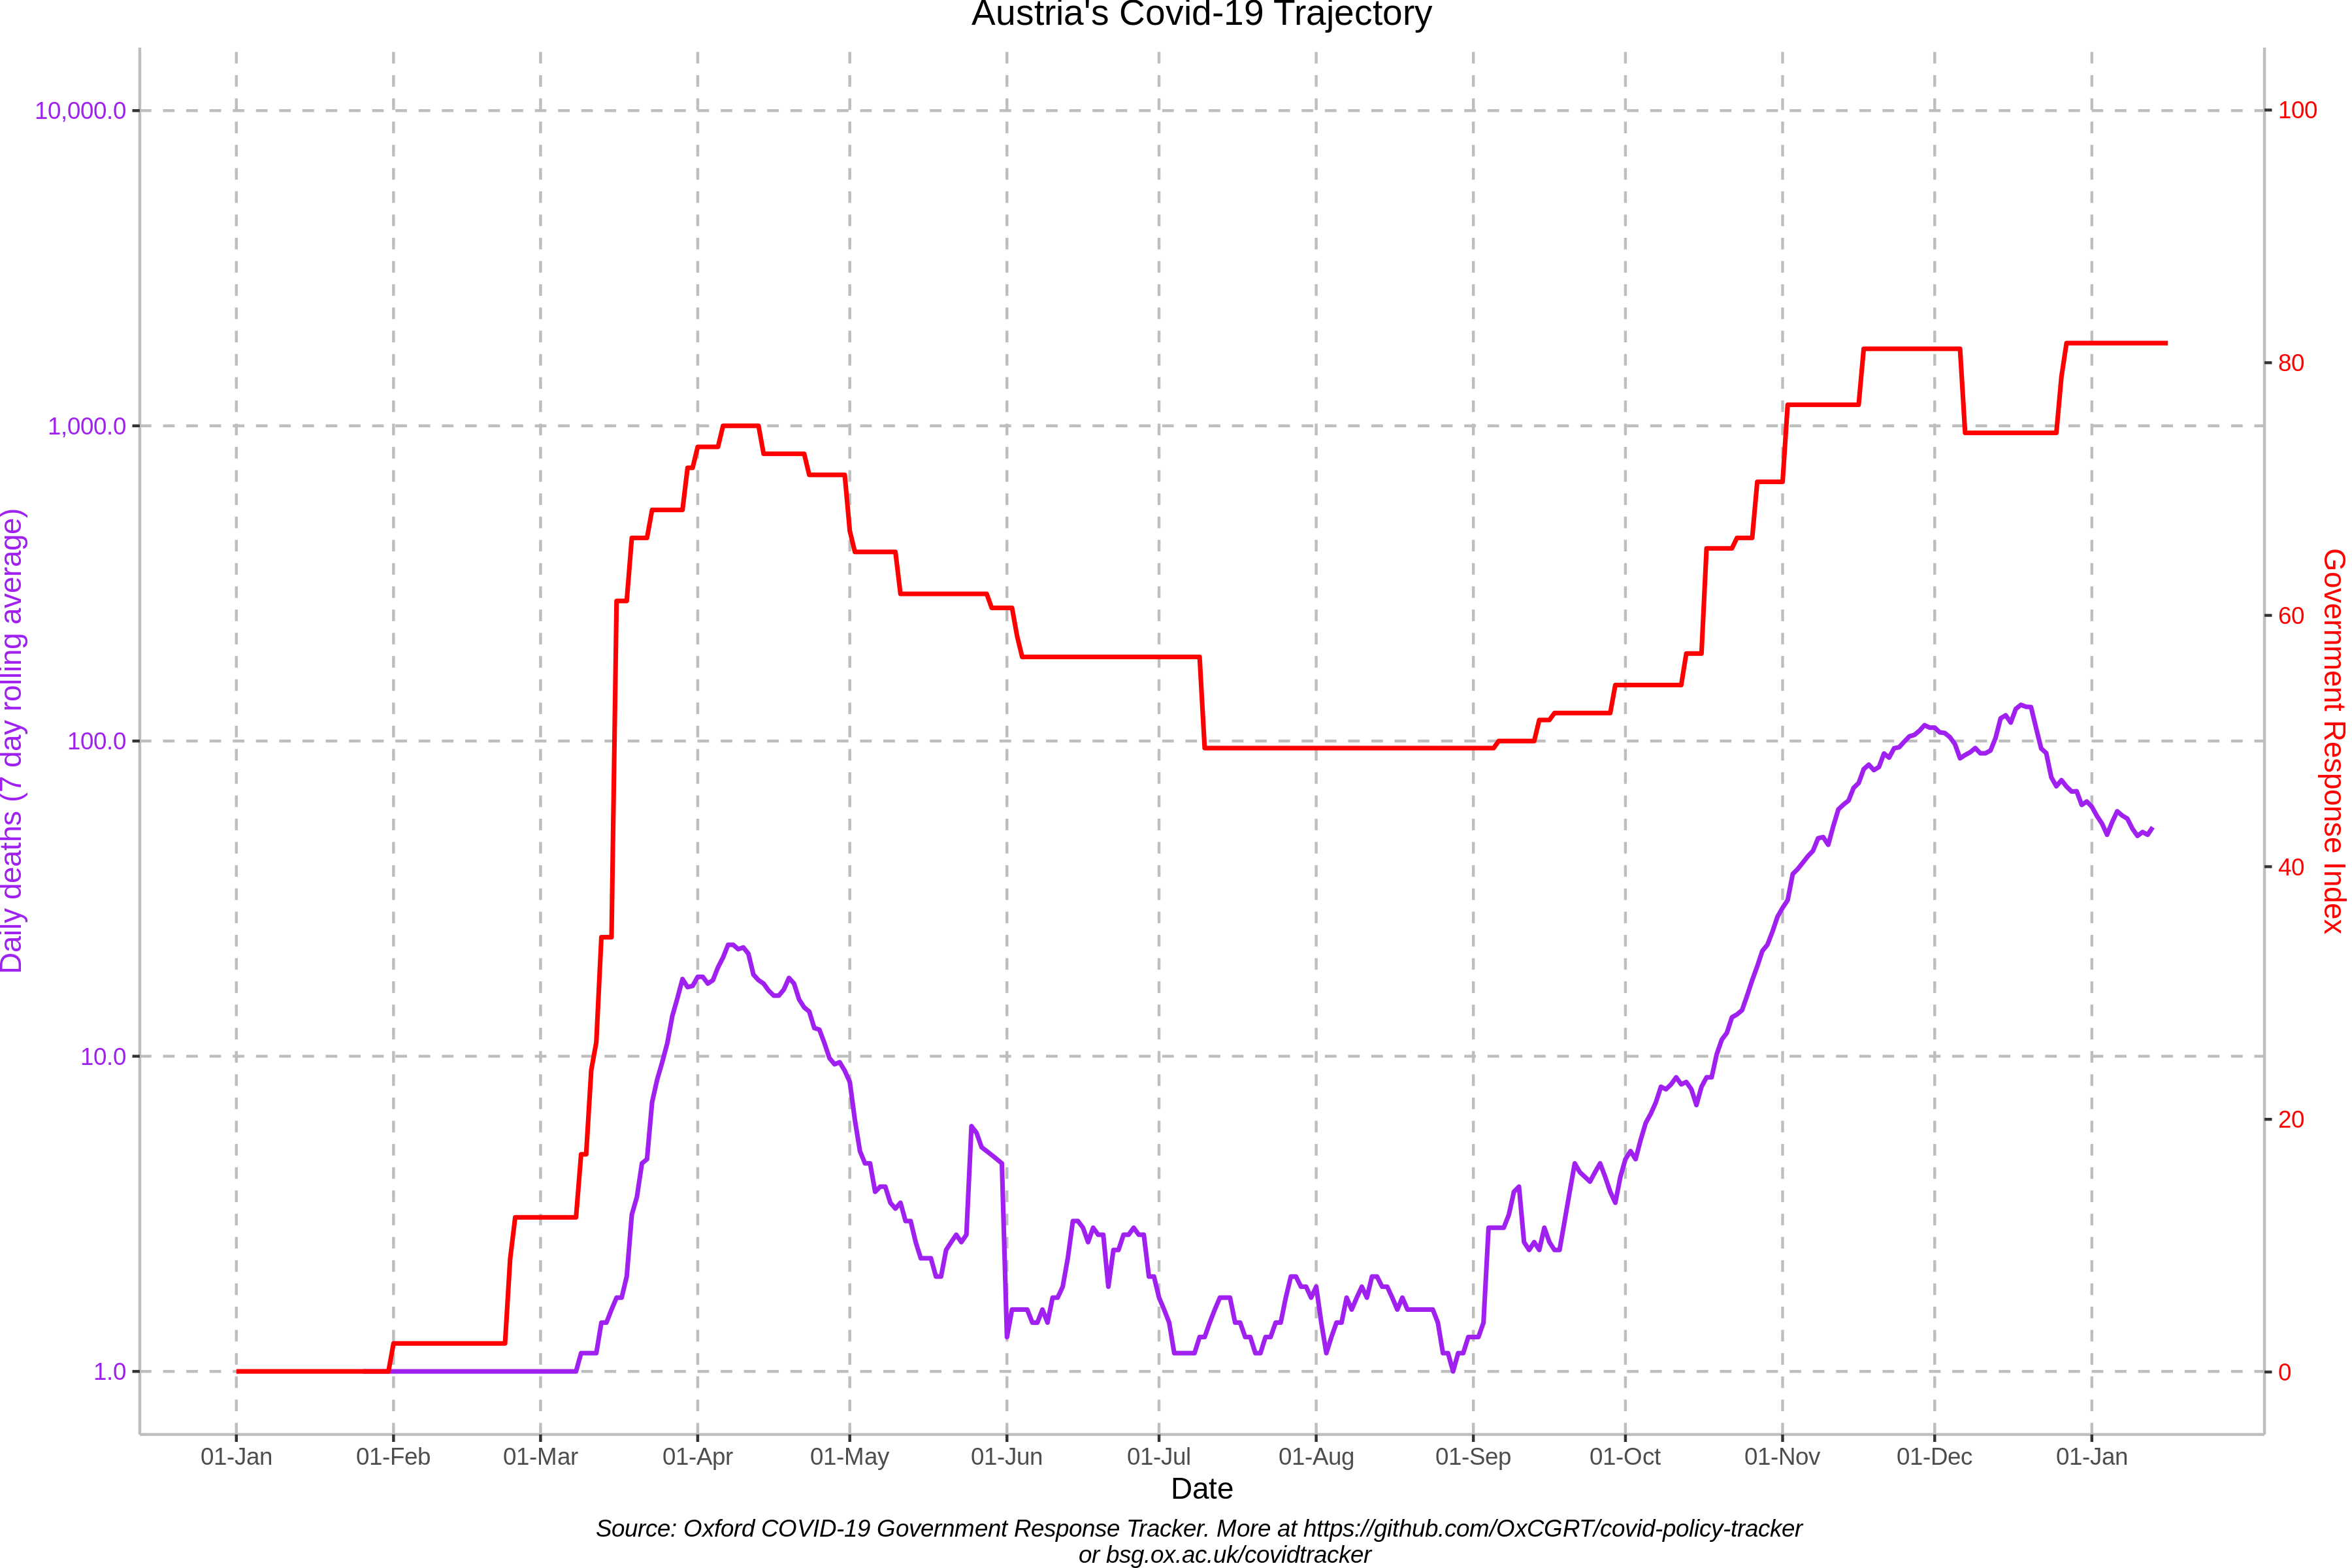 Austria's Covid-19 Trajectory
10,000.0
1,000.0
100.0
10.0
1.0
Daily deaths (7 day rolling average)
100
80
60
40
20
0
Government Response Index
01-Jan
01-Feb
01-Mar
01-Apr
01-May
01-Jun
01-Jul
01-Aug
01-Sep
01-Oct
01-Nov
01-Dec
01-Jan
Date
Source: Oxford COVID-19 Government Response Tracker. More at https://github.com/OxCGRT/covid-policy-tracker
or bsg.ox.ac.uk/covidtracker